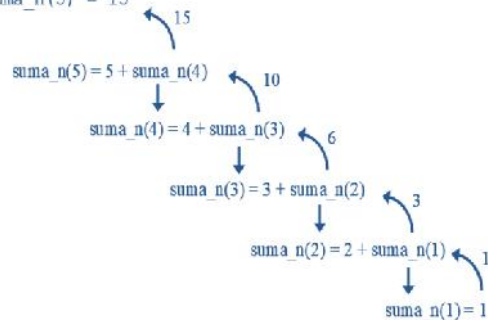 15
suma_n(5) = 5 + suma_n(4)
10
suma_n(4) = 4 + suma_n(3)
6
suma_n(3) = 3 + suma_n(2)
3
suma_n(2) = 2 + suma_n(1)
1
suma_n(1) = 1